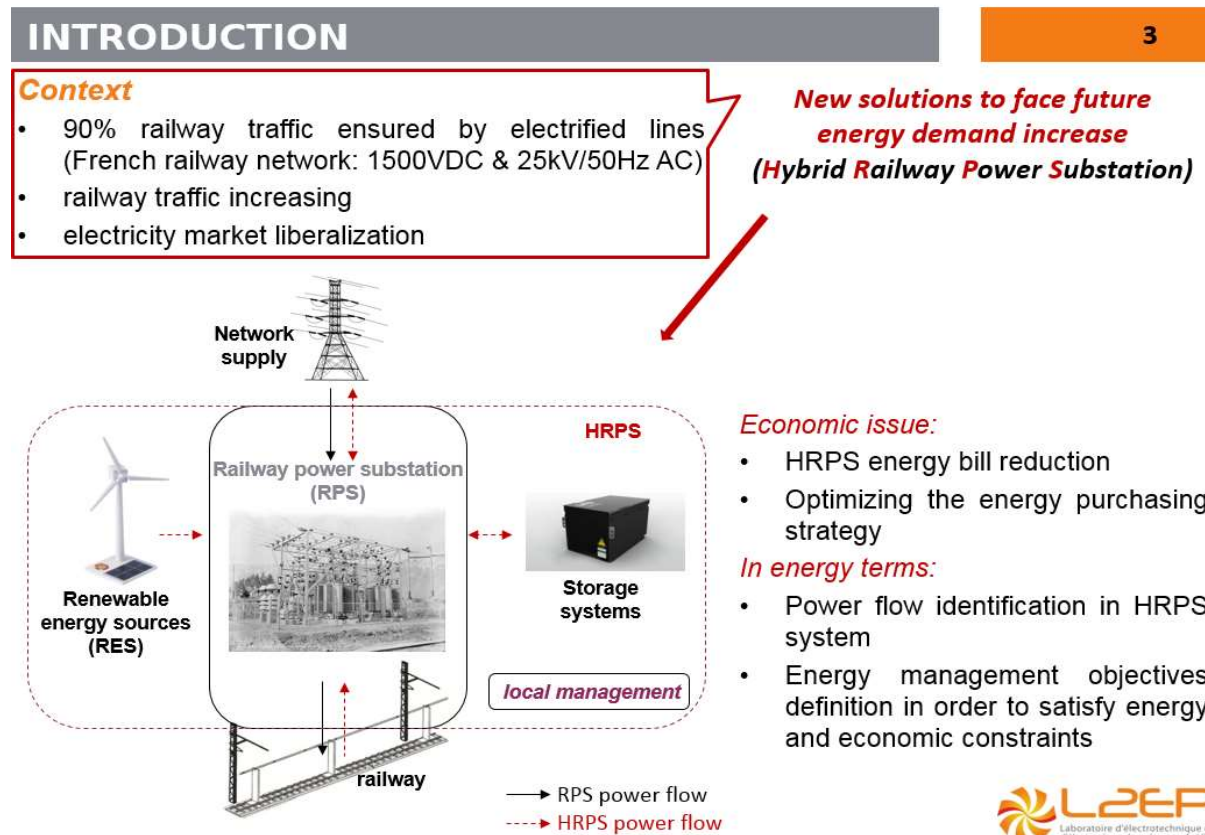 INTRODUCTION
3
Context
• 90% railway traffic ensured by electrified lines
(French railway network: 1500VDC & 25kV/50Hz AC)
• railway traffic increasing
• electricity market liberalization
New solutions to face future
energy demand increase
(Hybrid Railway Power Substation)
Network
supply
HRPS
Railway power substation
(RPS)
Renewable
energy sources
(RES)
Storage
systems
local management
railway
RPS power flow
HRPS power flow
Economic issue:
• HRPS energy bill reduction
• Optimizing the energy purchasing
strategy
In energy terms:
• Power flow identification in HRPS
system
• Energy management objectives
definition in order to satisfy energy
and economic constraints
L2EP
Laboratoire d'électrotechnique